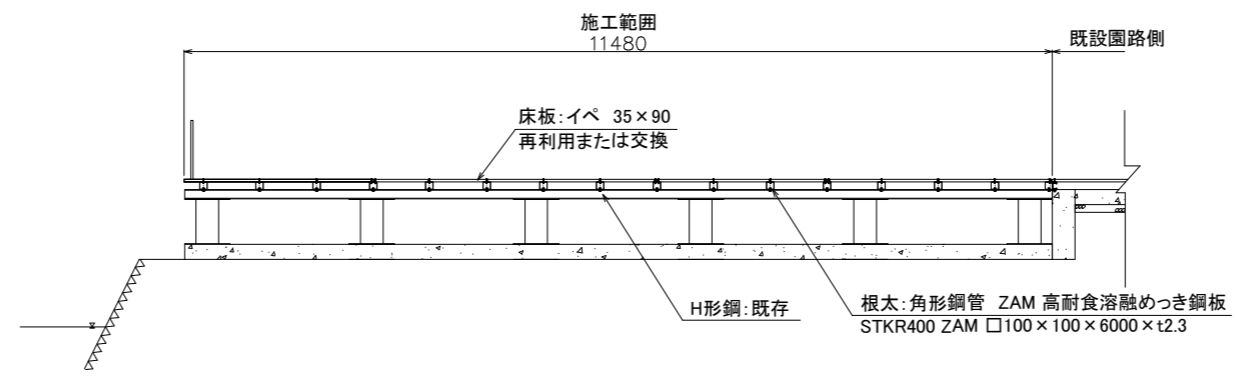 施工範囲
11480
既設園路側
床板:イペ 35×90
再利用または交換
H形鋼:既存
根太:角形鋼管 ZAM 高耐食溶融めっき鋼板
STKR400 ZAM □100×100×6000×t2.3